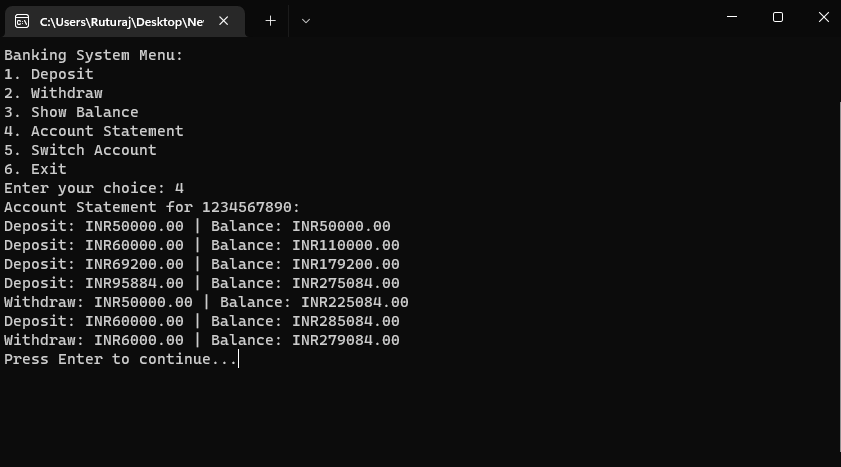 C:\Users\Ruturaj\Desktop\Ne
Banking System Menu:
1. Deposit
2. Withdraw
3. Show Balance
4. Account Statement
5. Switch Account
6. Exit
Enter your choice: 4
Account Statement for 1234567890:
Deposit: INR50000.00 | Balance: INR50000.00
Deposit: INR60000.00 | Balance: INR110000.00
Deposit: INR69200.00 | Balance: INR179200.00
Deposit: INR95884.00 | Balance: INR275084.00
Withdraw: INR50000.00 | Balance: INR225084.00
Deposit: INR60000.00 | Balance: INR285084.00
Withdraw: INR6000.00 | Balance: INR279084.00
Press Enter to continue...